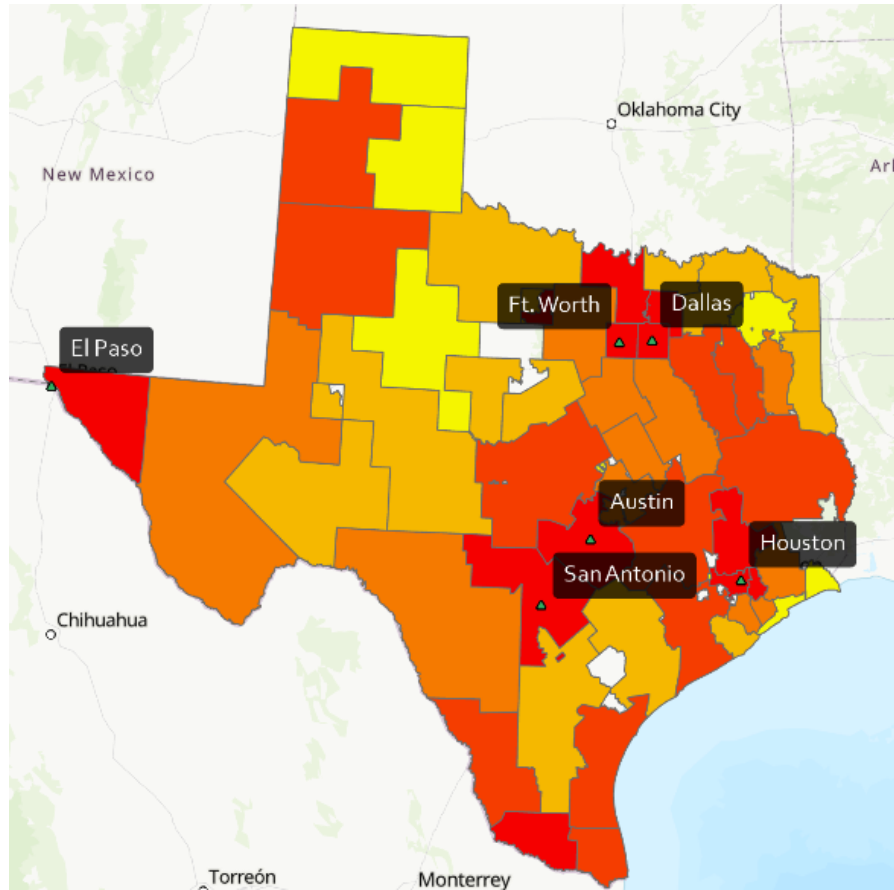 Oklahoma City
New Mexico
Ar
Ft. Worth
Dallas
El Paso
El Paso
Austin
Houston
San Antonio
Chihuahua
Torreón
Monterrey